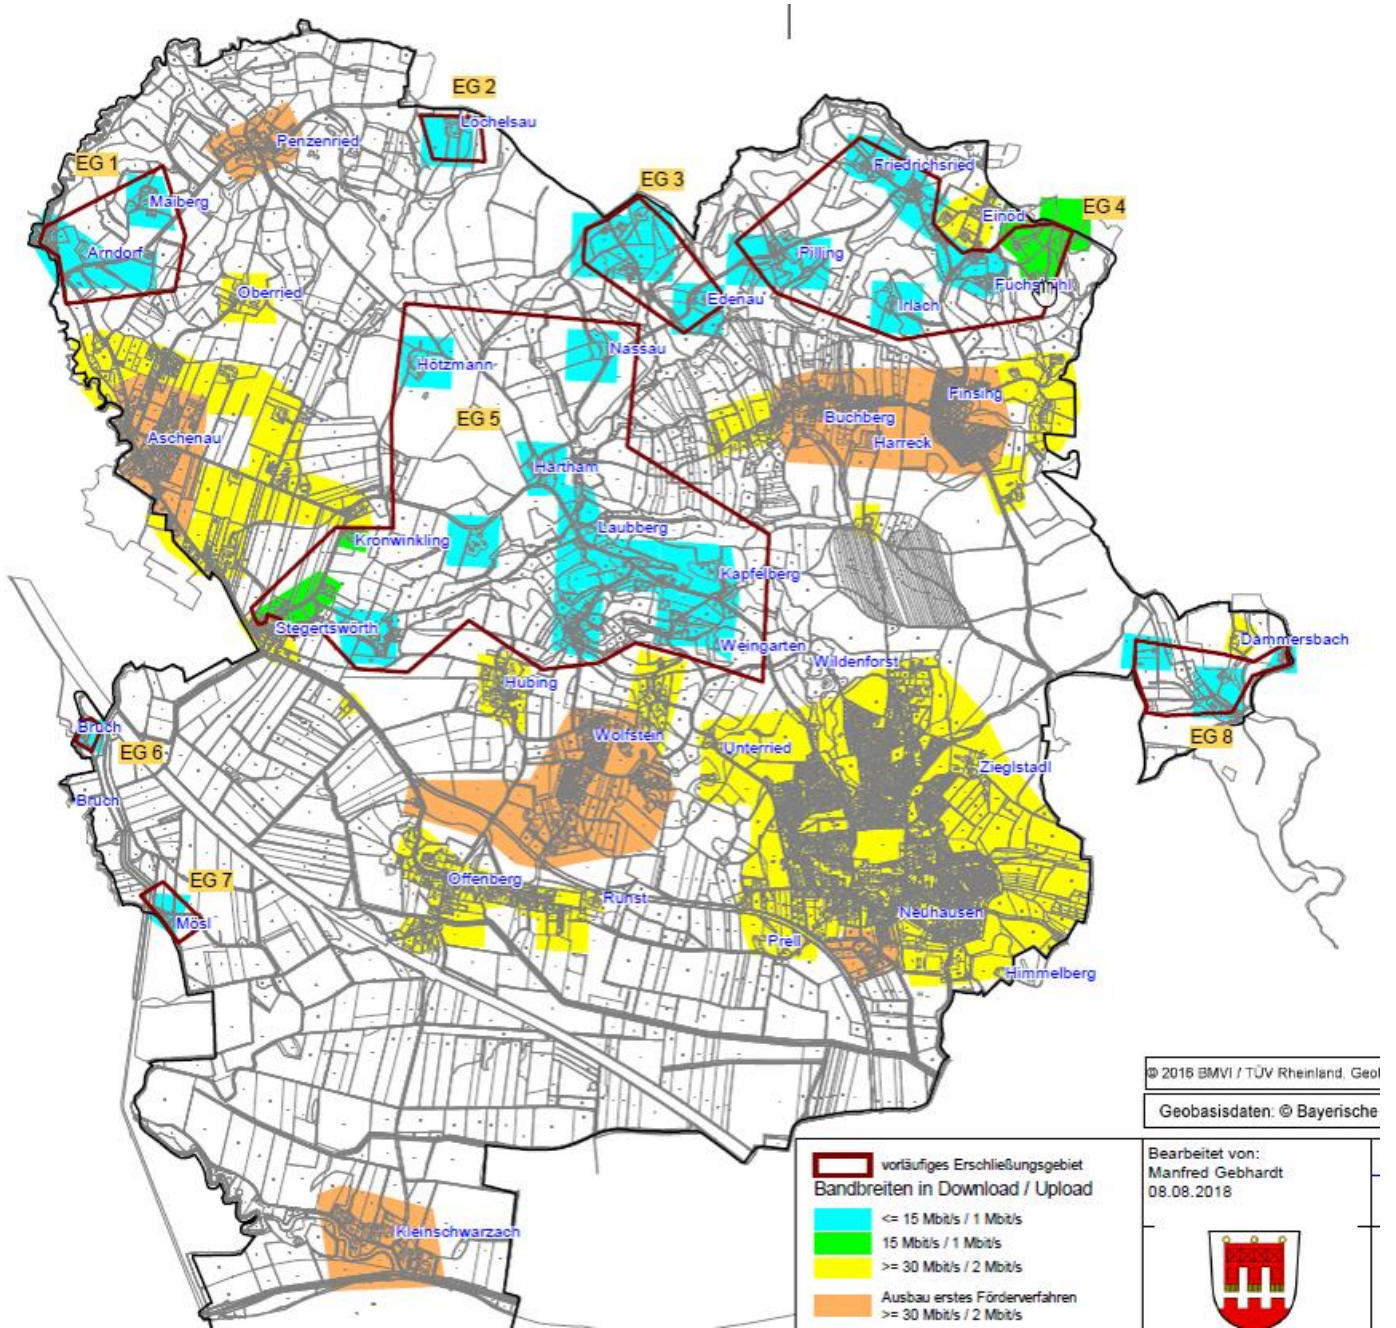 EG 2
Löchelsau
Penzenried
EG 1
Maiberg
Arndorf
EG 3
Friedrichsried
Einöd
EG 4
Pilling
Fuchsbühl
Edenau
Irlach
Oberried
Nassau
Hötzmann
EG 5
Finsing
Buchberg
Harreck
Aschenau
Hartham
Laubberg
Kronwinkling
Kapfelberg
Stegertswörth
Weingarten
Wildenforst
Dammersbach
Hubing
Bruch
EG 6
Wolfstein
Unterried
EG 8
Zieglstadl
Bruch
EG 7
Offenberg
Runst
Mösl
Neuhausen
Prell
Himmelberg
Kleinschwarzach
© 2016 BMVI / TÜV Rheinland, Geo
Geobasisdaten: © Bayerische
vorläufiges Erschließungsgebiet
Bandbreiten in Download / Upload
<= 15 Mbit/s / 1 Mbit/s
15 Mbit/s / 1 Mbit/s
>= 30 Mbit/s / 2 Mbit/s
Ausbau erstes Förderverfahren
>= 30 Mbit/s / 2 Mbit/s
Bearbeitet von:
Manfred Gebhardt
08.08.2018